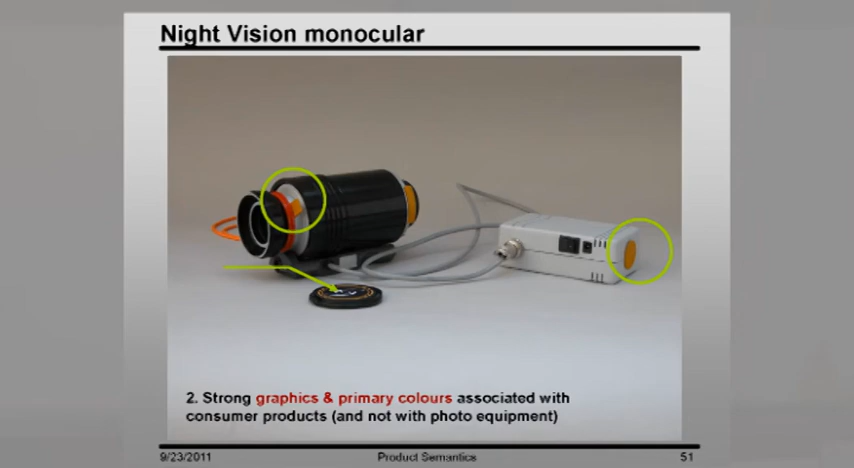 Night Vision monocular
2. Strong graphics & primary colours associated with
consumer products (and not with photo equipment)
9/23/2011 Product Semantics 51